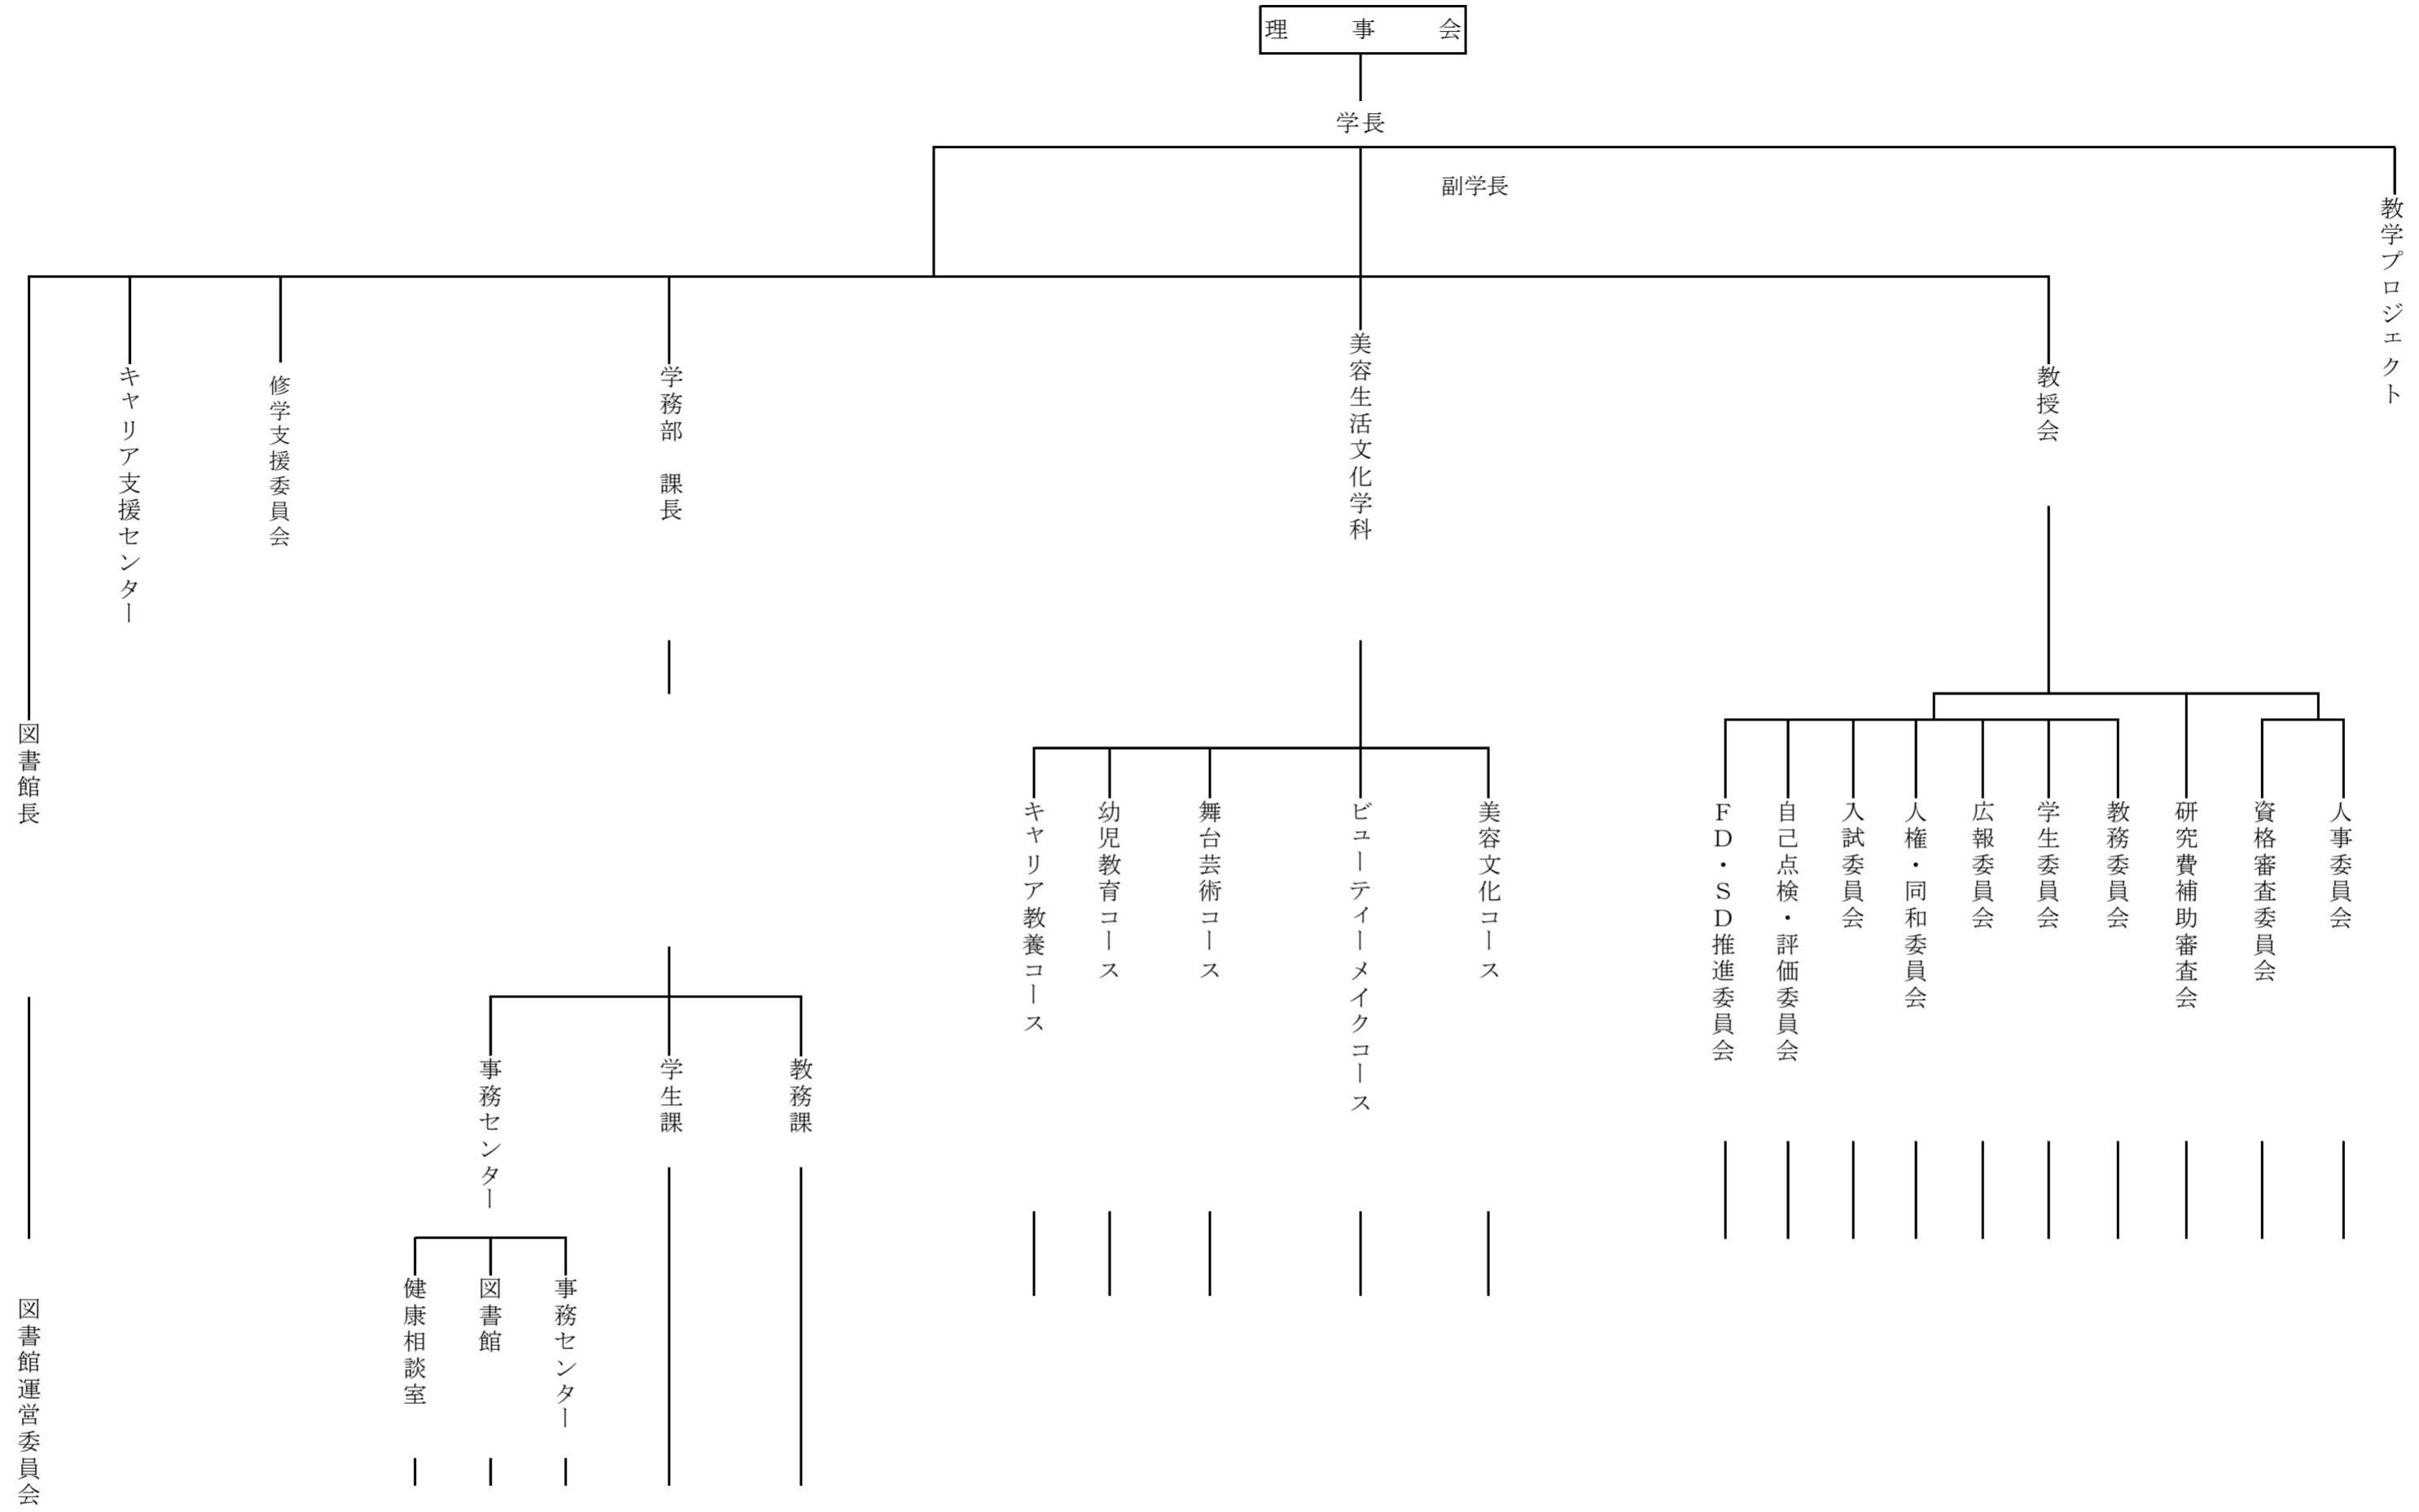 理事会
学長
副学長
教学プロジェクト
教授会
美容生活文化学科
学務部 課長
修学支援委員会
キャリア支援センター
図書館長
人事委員会
資格審査委員会
研究費補助審査会
教務委員会
学生委員会
広報委員会
人権・同和委員会
入試委員会
自己点検・評価委員会
ＦＤ・ＳＤ推進委員会
美容文化コース
ビューティーメイクコース
舞台芸術コース
幼児教育コース
キャリア教養コース
教務課
学生課
事務センター
事務センター
図書館
健康相談室
図書館運営委員会